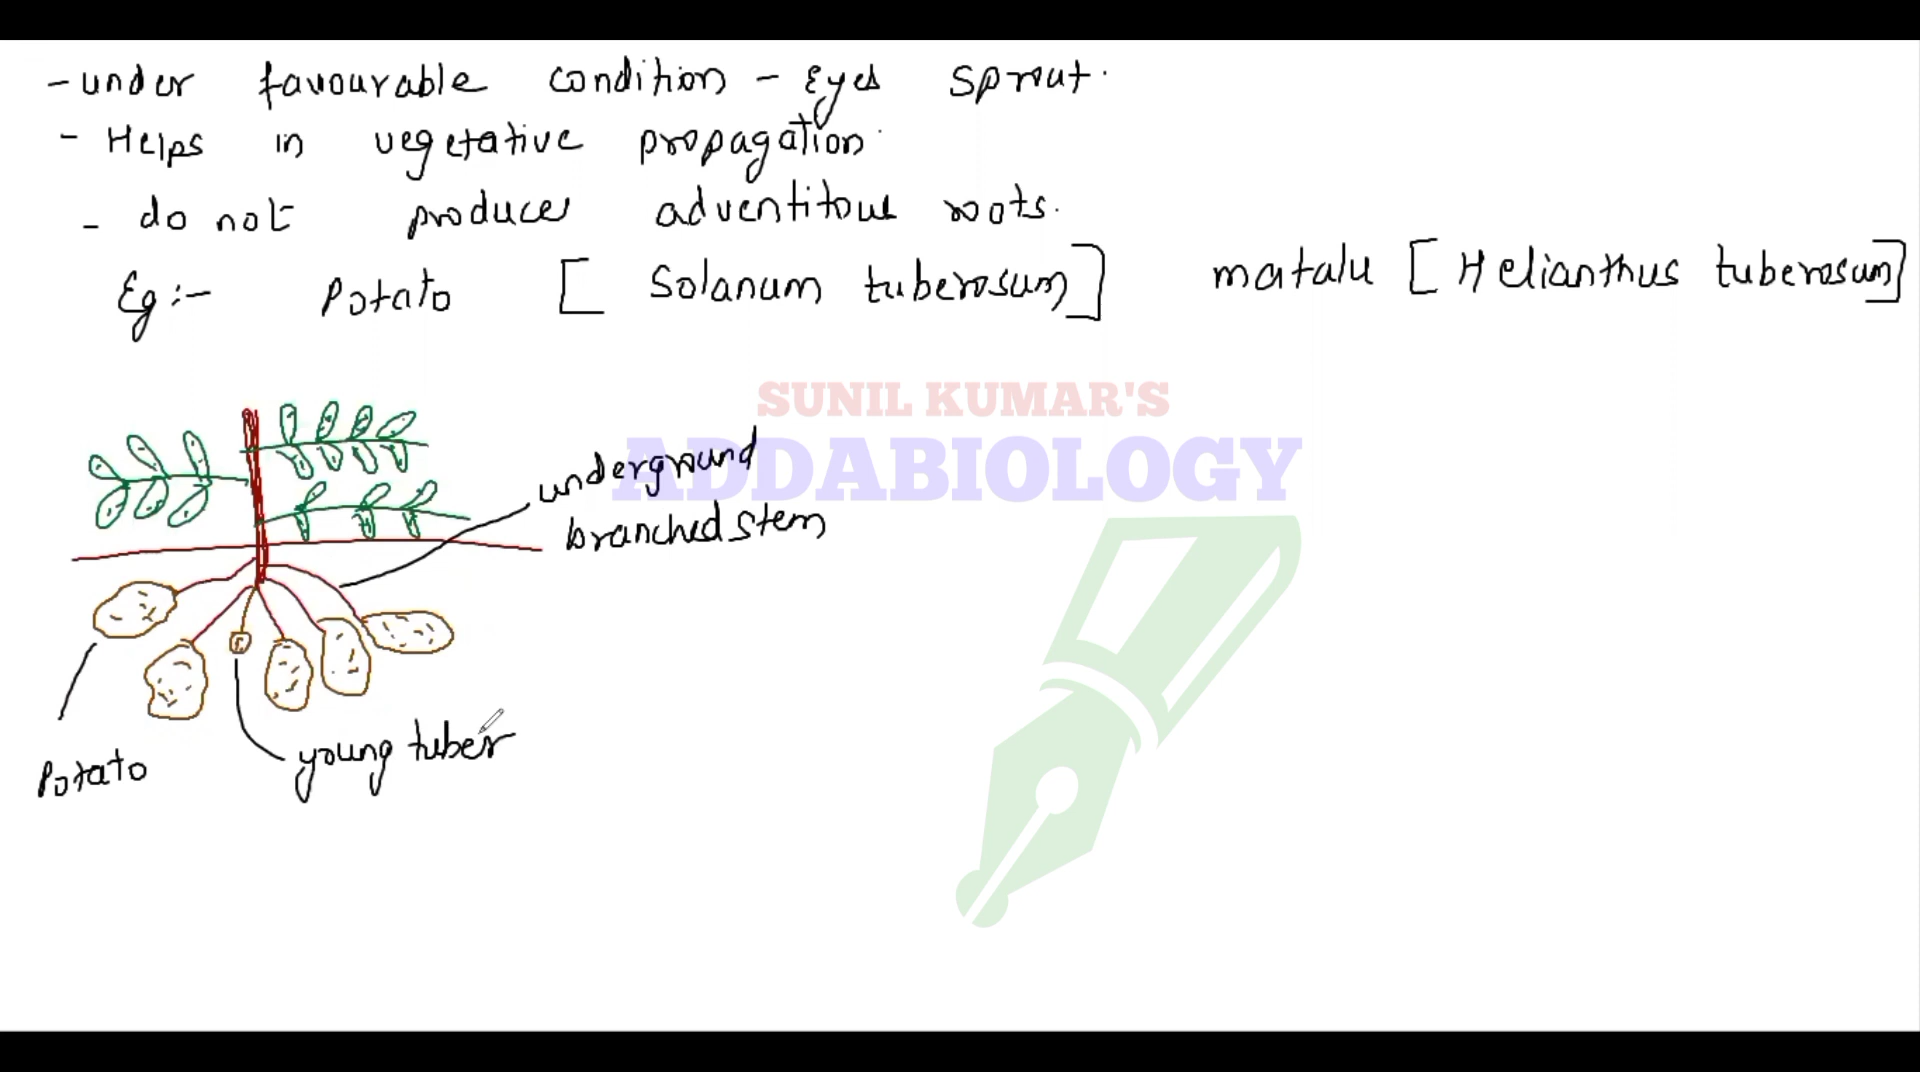 - under favourable condition - Eyes sprout.
- Helps in vegetative propagation.
- do not produces adventitous roots.
Eg :- Potato [ Solanum tuberosum ] matalu [ Helianthus tuberosum ]
SUNIL KUMAR'S
ADDABIOLOGY
underground
branched stem
Potato
young tuber